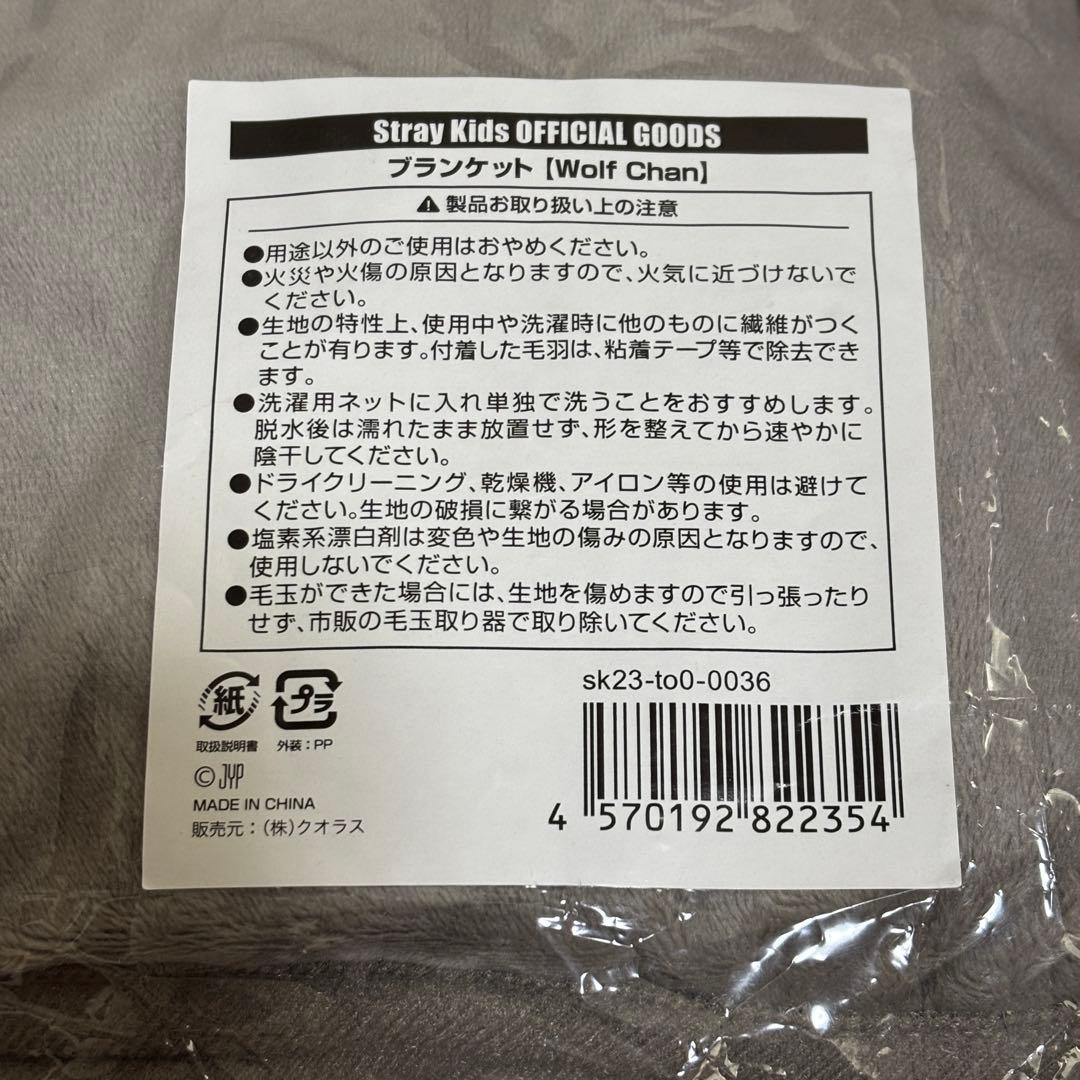 Stray Kids OFFICIAL GOODS
ブランケット【Wolf Chan】
⚠ 製品お取り扱い上の注意
●用途以外のご使用はおやめください。
●火災や火傷の原因となりますので、火気に近づけないで
ください。
●生地の特性上、使用中や洗濯時に他のものに繊維がつく
ことが有ります。付着した毛羽は、粘着テープ等で除去でき
ます。
●洗濯用ネットに入れ単独で洗うことをおすすめします。
脱水後は濡れたまま放置せず、形を整えてから速やかに
陰干してください。
●ドライクリーニング、乾燥機、アイロン等の使用は避けて
ください。生地の破損に繋がる場合があります。
●塩素系漂白剤は変色や生地の傷みの原因となりますので、
使用しないでください。
●毛玉ができた場合には、生地を傷めますので引っ張ったり
せず、市販の毛玉取り器で取り除いてください。
紙 プラ
取扱説明書 外装：PP
©JYP
MADE IN CHINA
販売元：(株)クオラス
sk23-to0-0036
4 570192 822354